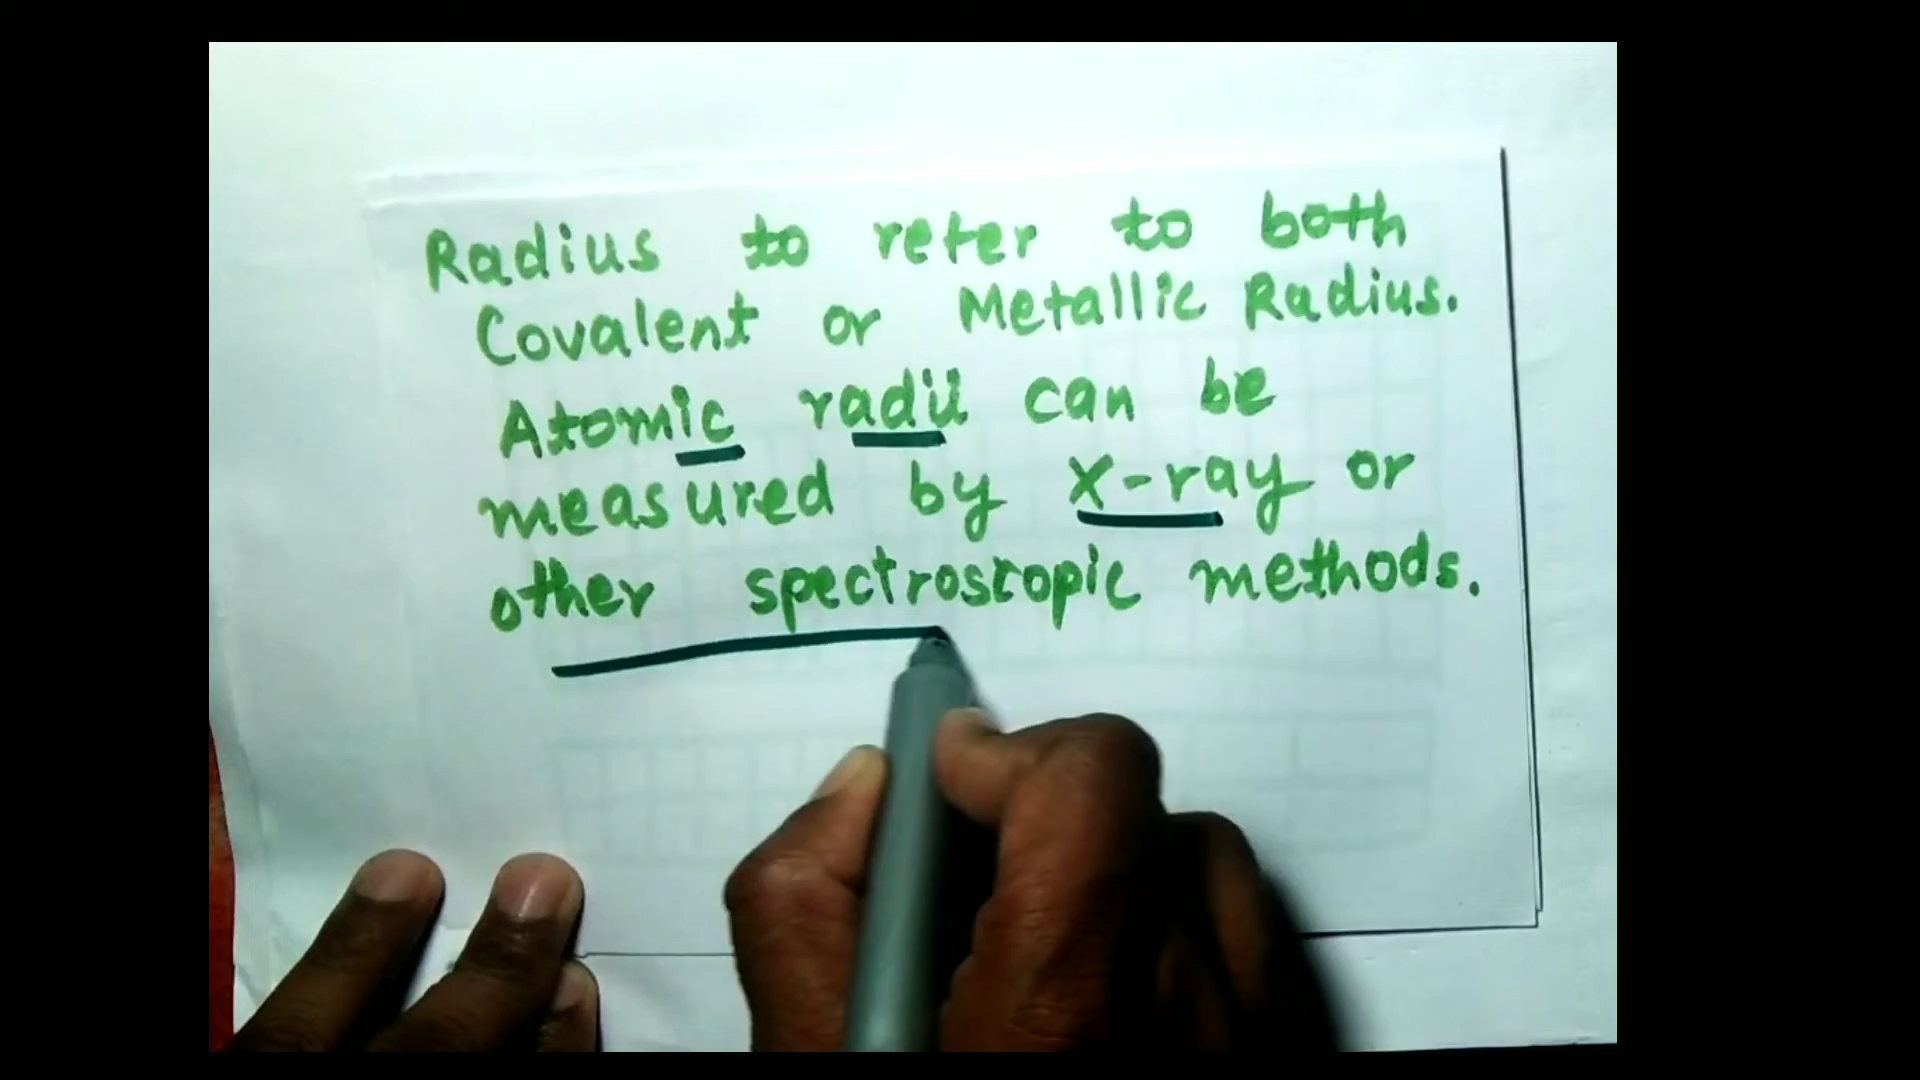 Radius to refer to both
Covalent or Metallic Radius.
Atomic radii can be
measured by X-ray or
other spectroscopic methods.